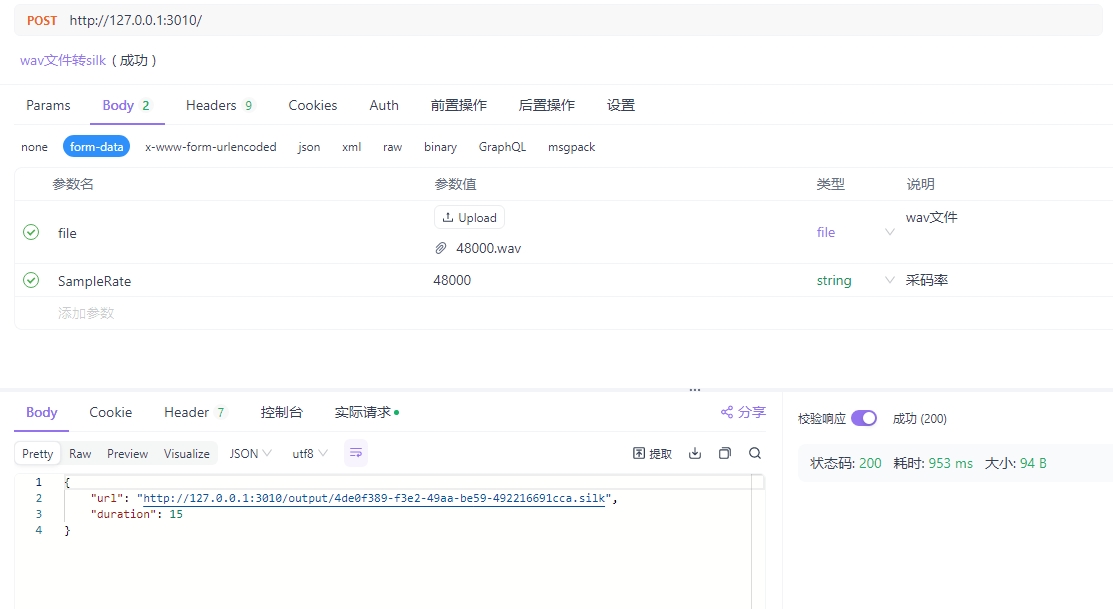 POST http://127.0.0.1:3010/
wav文件转silk ( 成功 )
Params Body 2 Headers 9 Cookies Auth 前置操作 后置操作 设置
none form-data x-www-form-urlencoded json xml raw binary GraphQL msgpack
参数名 参数值 类型 说明
Upload wav文件
file file
48000.wav
SampleRate 48000 string 采码率
添加参数
Body Cookie Header 7 控制台 实际请求 分享 校验响应 成功 (200)
Pretty Raw Preview Visualize JSON utf8 提取 状态码: 200 耗时: 953 ms 大小: 94 B
1 {
2 "url": "http://127.0.0.1:3010/output/4de0f389-f3e2-49aa-be59-492216691cca.silk",
3 "duration": 15
4 }